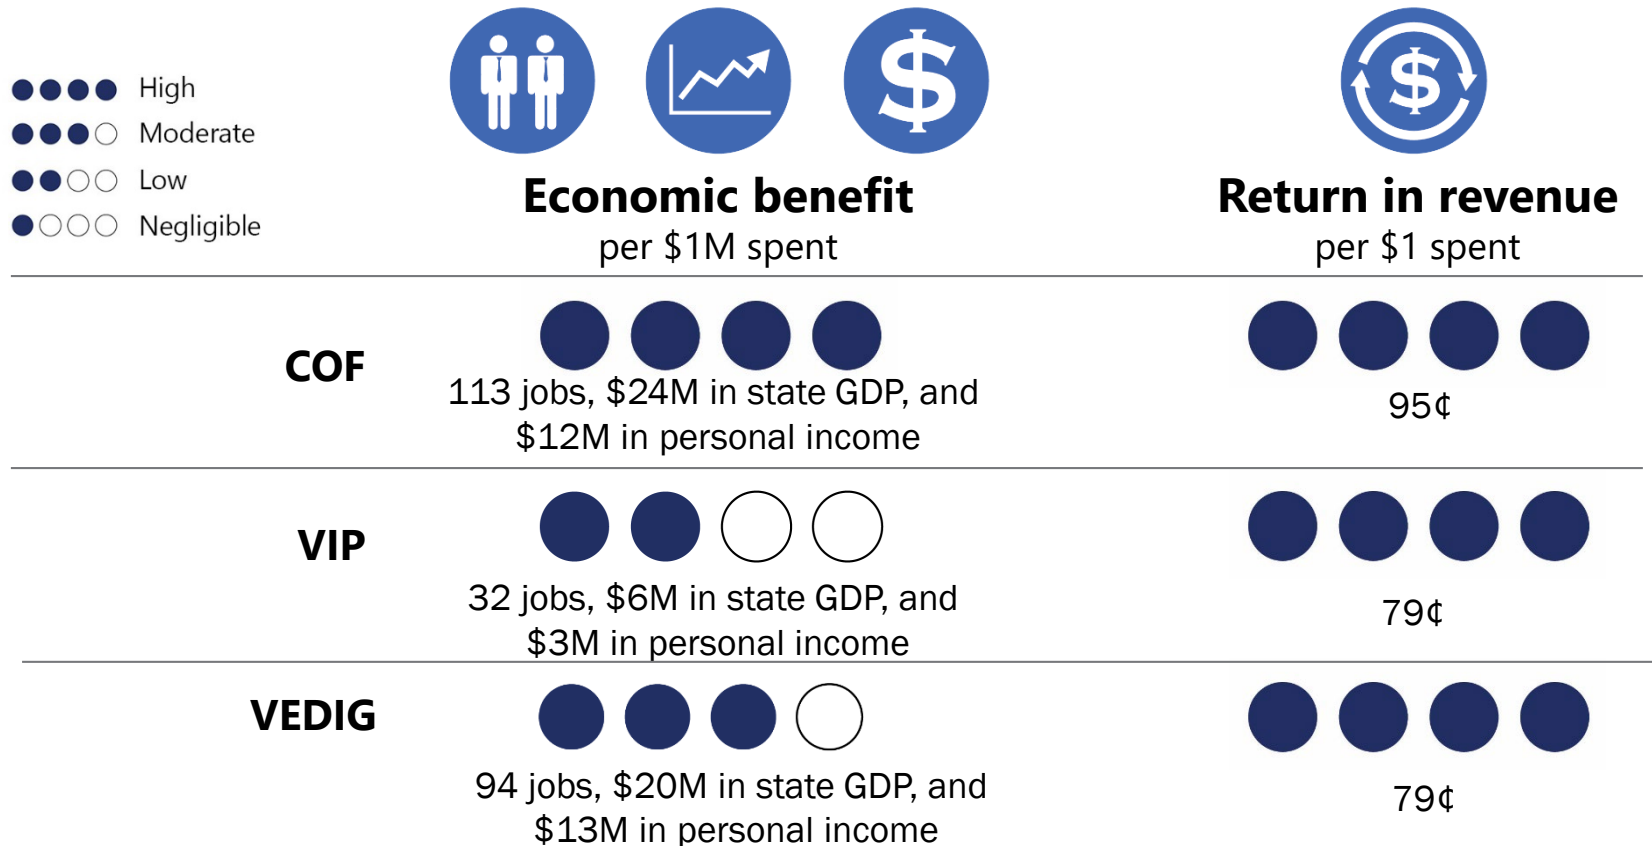 High
Moderate
Low
Negligible
$
$
Economic benefit
per $1M spent
Return in revenue
per $1 spent
COF
113 jobs, $24M in state GDP, and
$12M in personal income
95¢
VIP
32 jobs, $6M in state GDP, and
$3M in personal income
79¢
VEDIG
94 jobs, $20M in state GDP, and
$13M in personal income
79¢